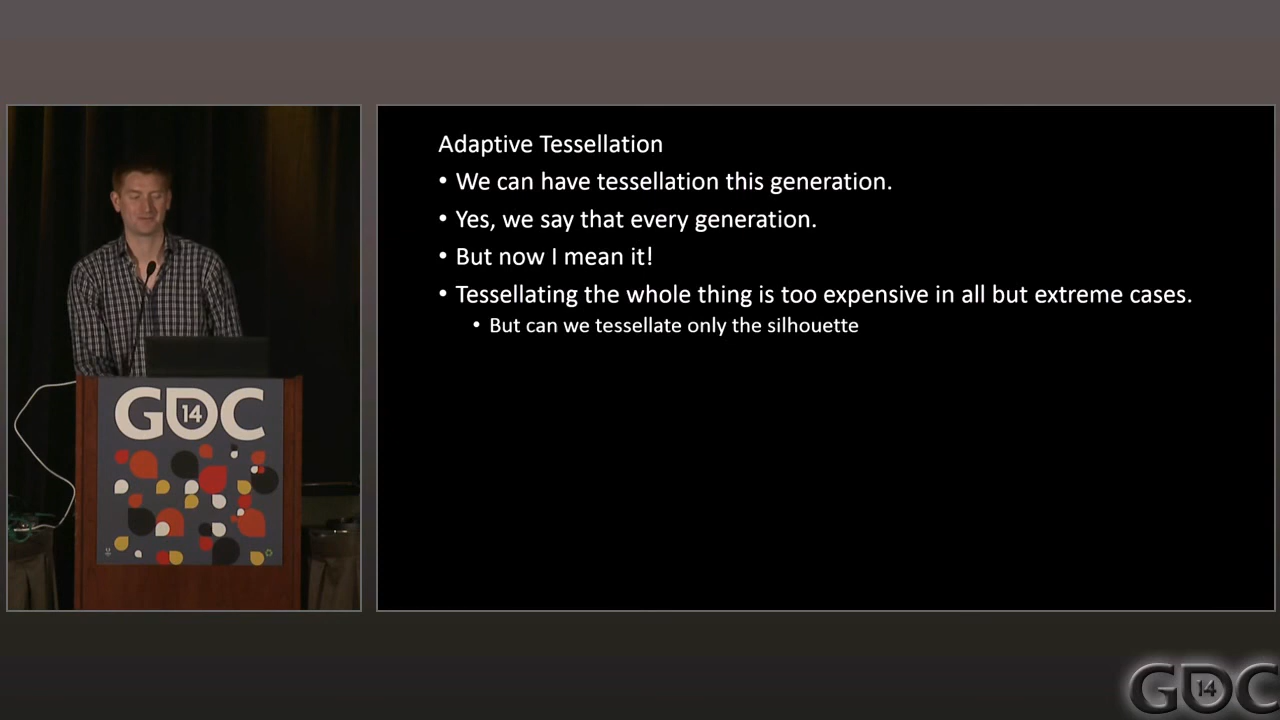 Adaptive Tessellation
• We can have tessellation this generation.
• Yes, we say that every generation.
• But now I mean it!
• Tessellating the whole thing is too expensive in all but extreme cases.
• But can we tessellate only the silhouette
GDC
14
GDC
14